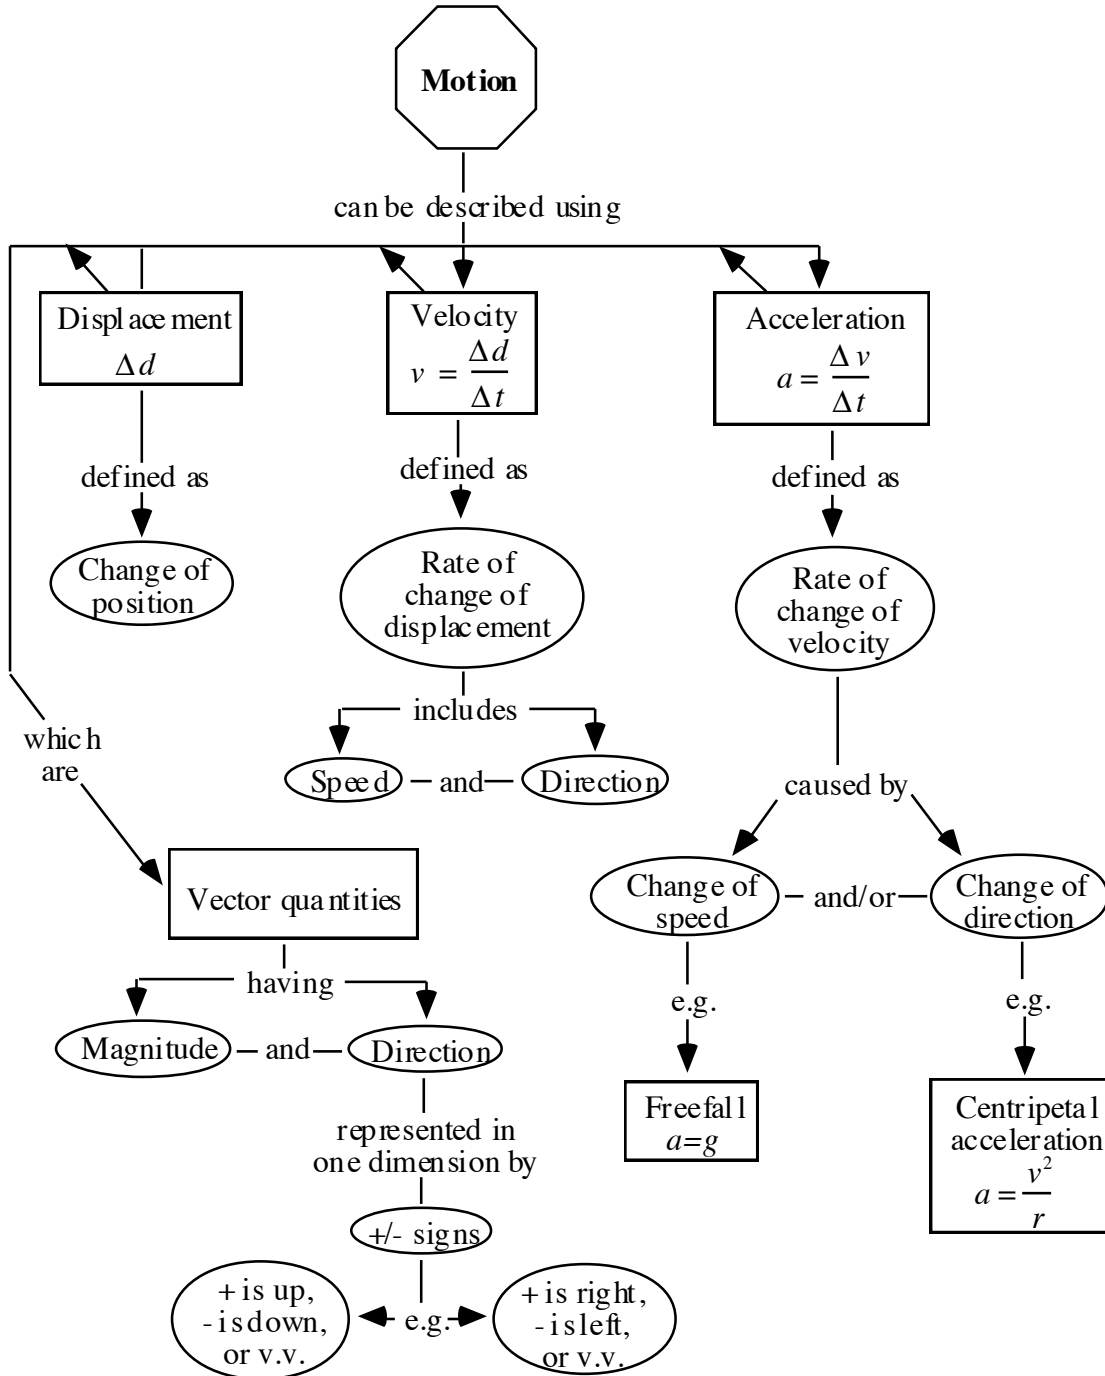 Motion
can be described using
Displacement
Δd
Velocity
v = Δd/Δt
Acceleration
a = Δv/Δt
defined as
defined as
defined as
Change of
position
Rate of
change of
displacement
Rate of
change of
velocity
includes
Speed
and
Direction
which
are
caused by
Vector quantities
Change of
speed
and/or
Change of
direction
having
Magnitude
and
Direction
e.g.
e.g.
Freefall
a=g
Centripetal
acceleration
a = v²/r
represented in
one dimension by
+/- signs
e.g.
+ is up,
- is down,
or v.v.
+ is right,
- is left,
or v.v.